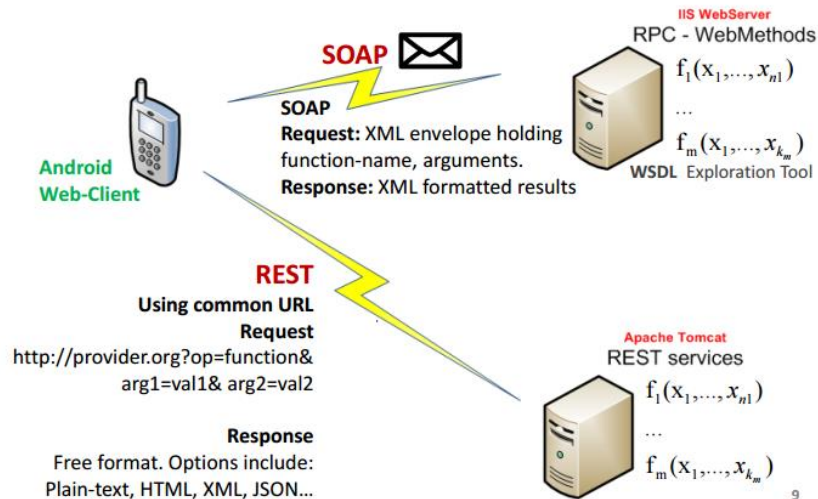 IIS WebServer
RPC - WebMethods
f₁(x₁,..., xₙ₁)
...
fₘ(x₁,..., x_kₘ)
WSDL Exploration Tool
SOAP
SOAP
Request: XML envelope holding
function-name, arguments.
Response: XML formatted results
Android
Web-Client
REST
Using common URL
Request
http://provider.org?op=function&
arg1=val1& arg2=val2
Response
Free format. Options include:
Plain-text, HTML, XML, JSON...
Apache Tomcat
REST services
f₁(x₁,..., xₙ₁)
...
fₘ(x₁,..., x_kₘ)
9